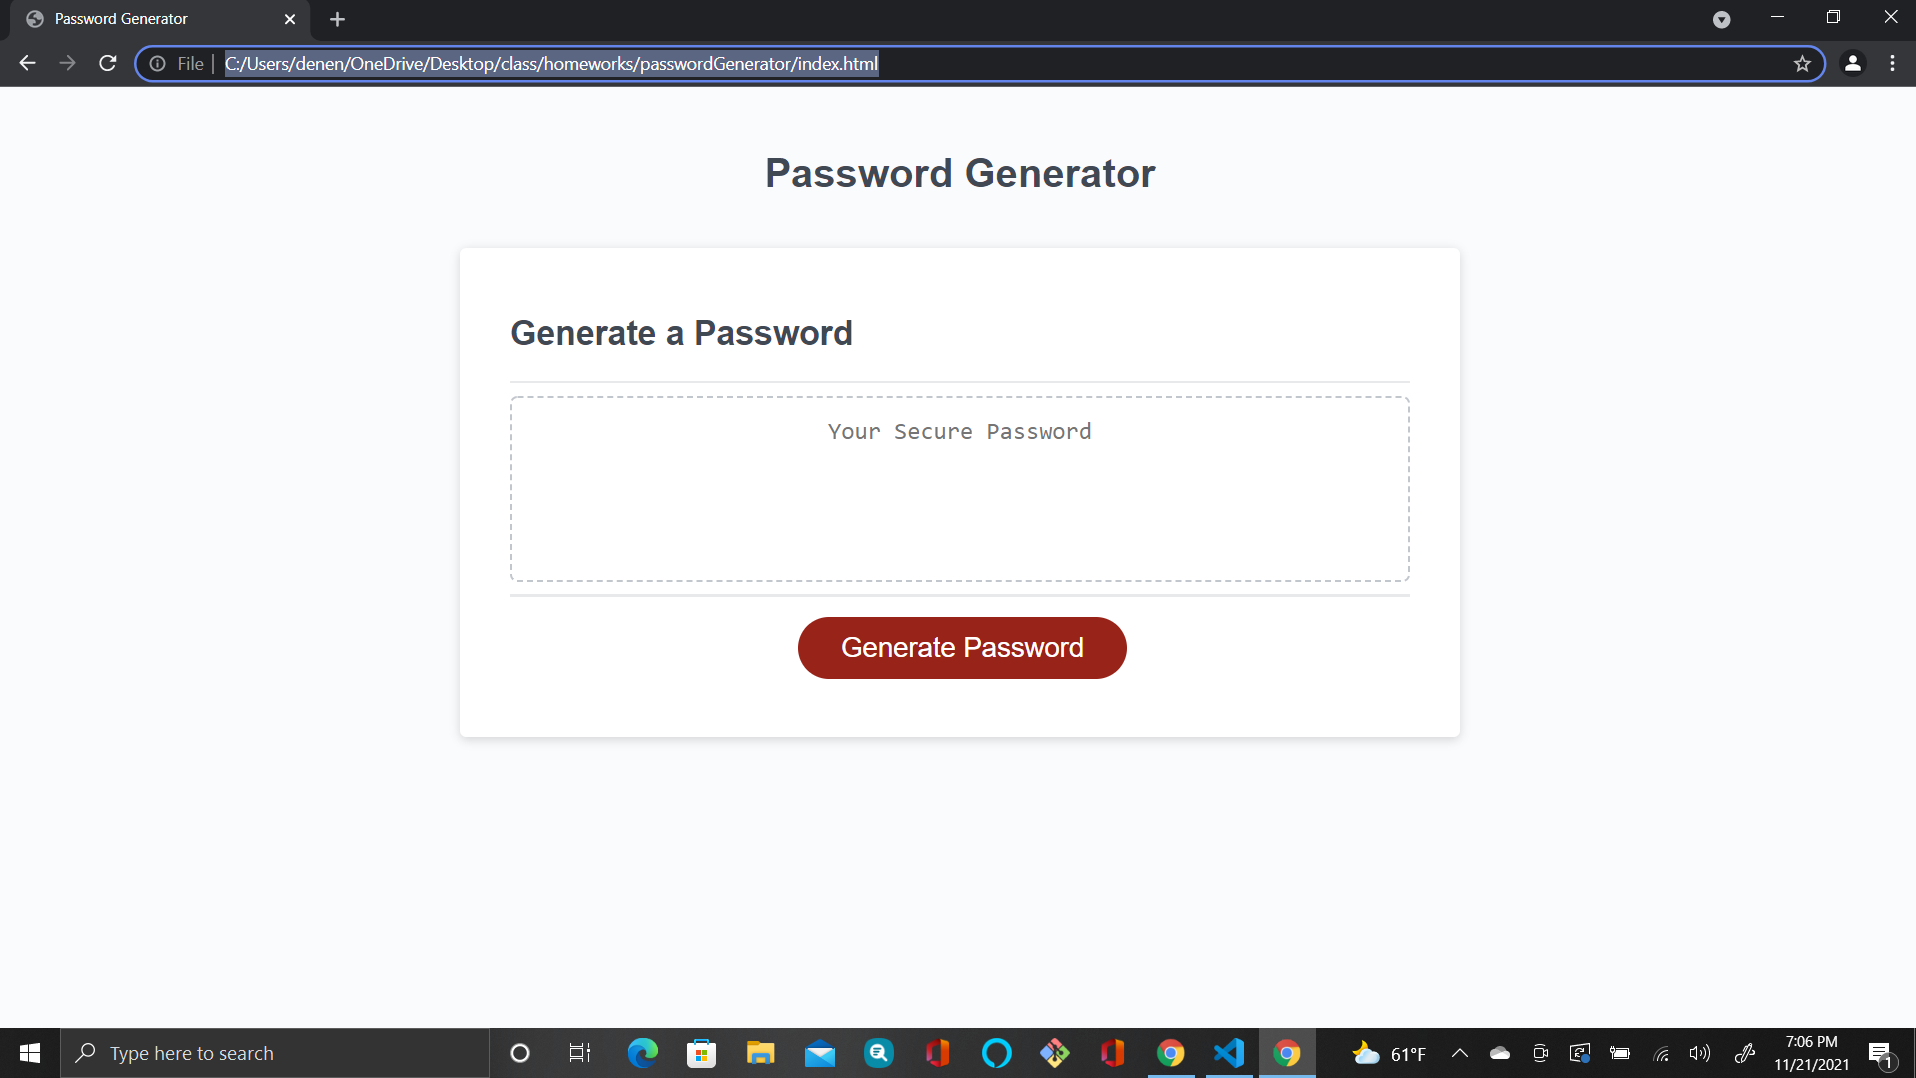 Password Generator
File | C:/Users/denen/OneDrive/Desktop/class/homeworks/passwordGenerator/index.html
Password Generator
Generate a Password
Your Secure Password
Generate Password
Type here to search
61°F
7:06 PM
11/21/2021
1